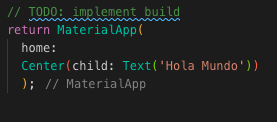 // TODO: implement build
return MaterialApp(
home:
Center(child: Text('Hola Mundo'))
); // MaterialApp